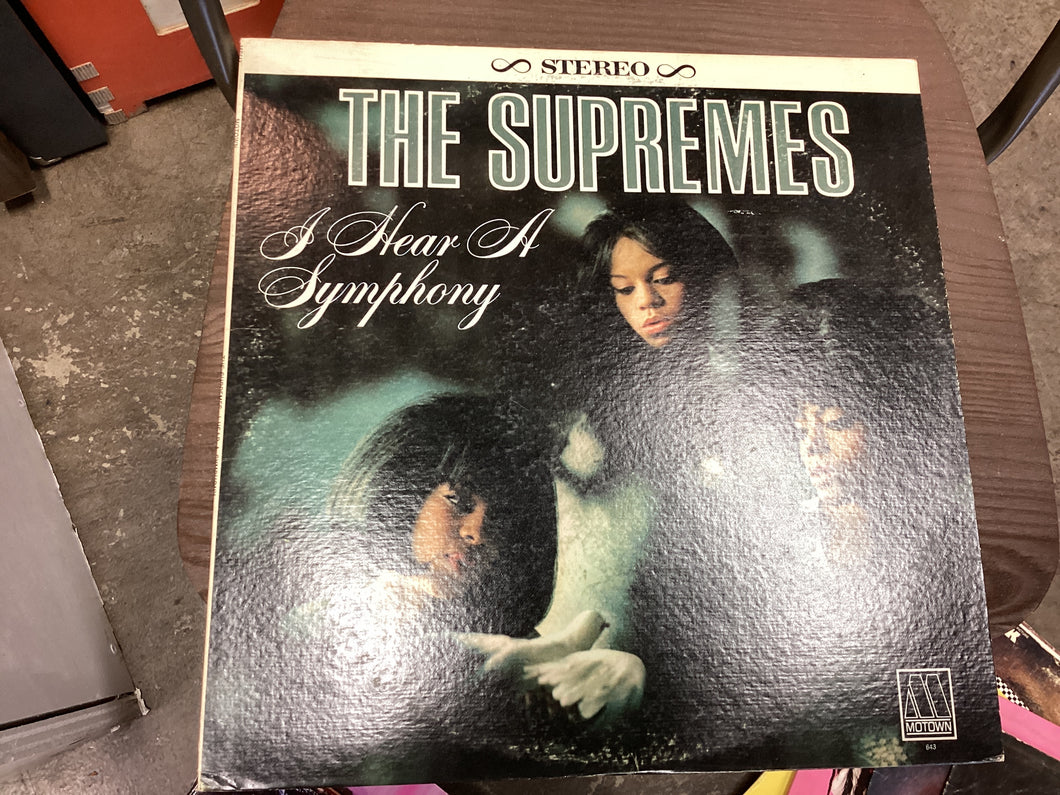 STEREO
THE SUPREMES
I Hear A
Symphony
MOTOWN
643